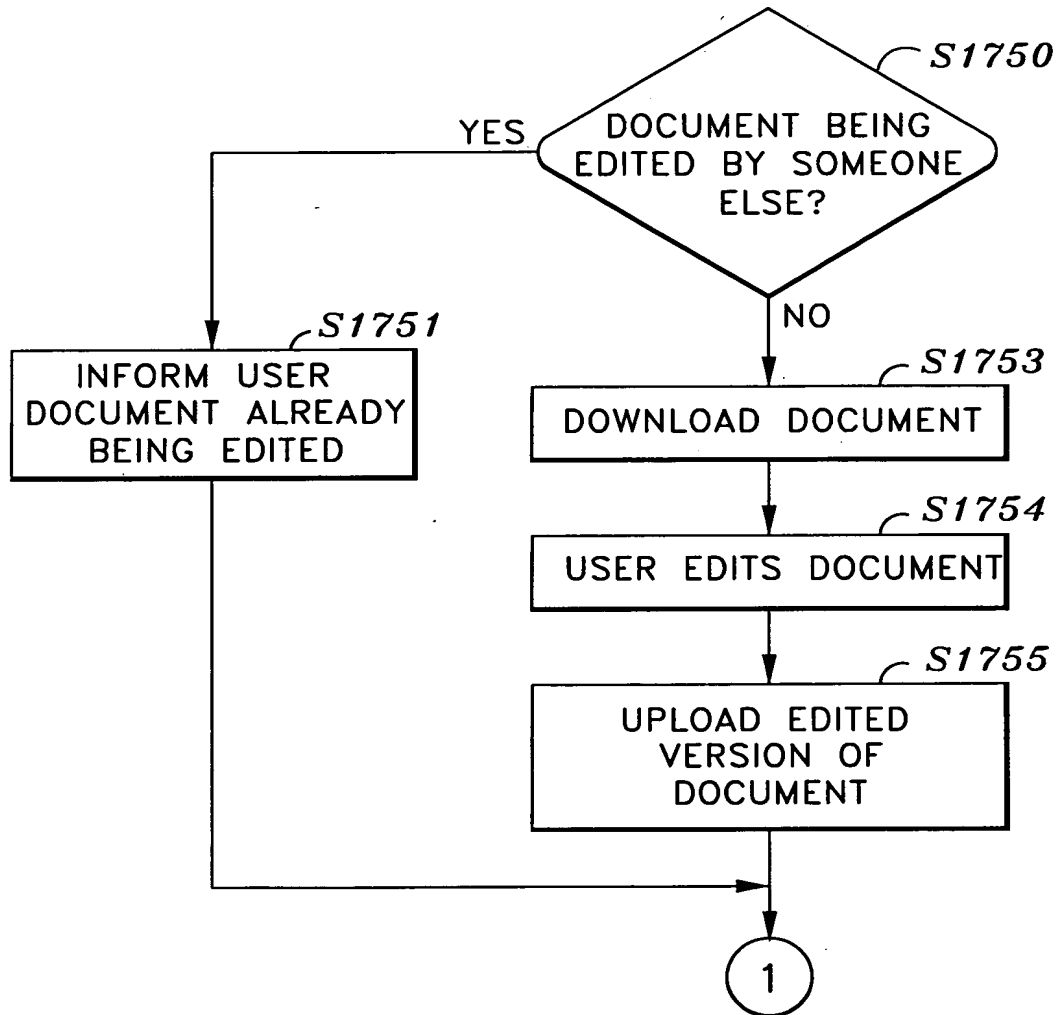 S1750
DOCUMENT BEING
EDITED BY SOMEONE
ELSE?
YES
NO
S1751
INFORM USER
DOCUMENT ALREADY
BEING EDITED
S1753
DOWNLOAD DOCUMENT
S1754
USER EDITS DOCUMENT
S1755
UPLOAD EDITED
VERSION OF
DOCUMENT
1